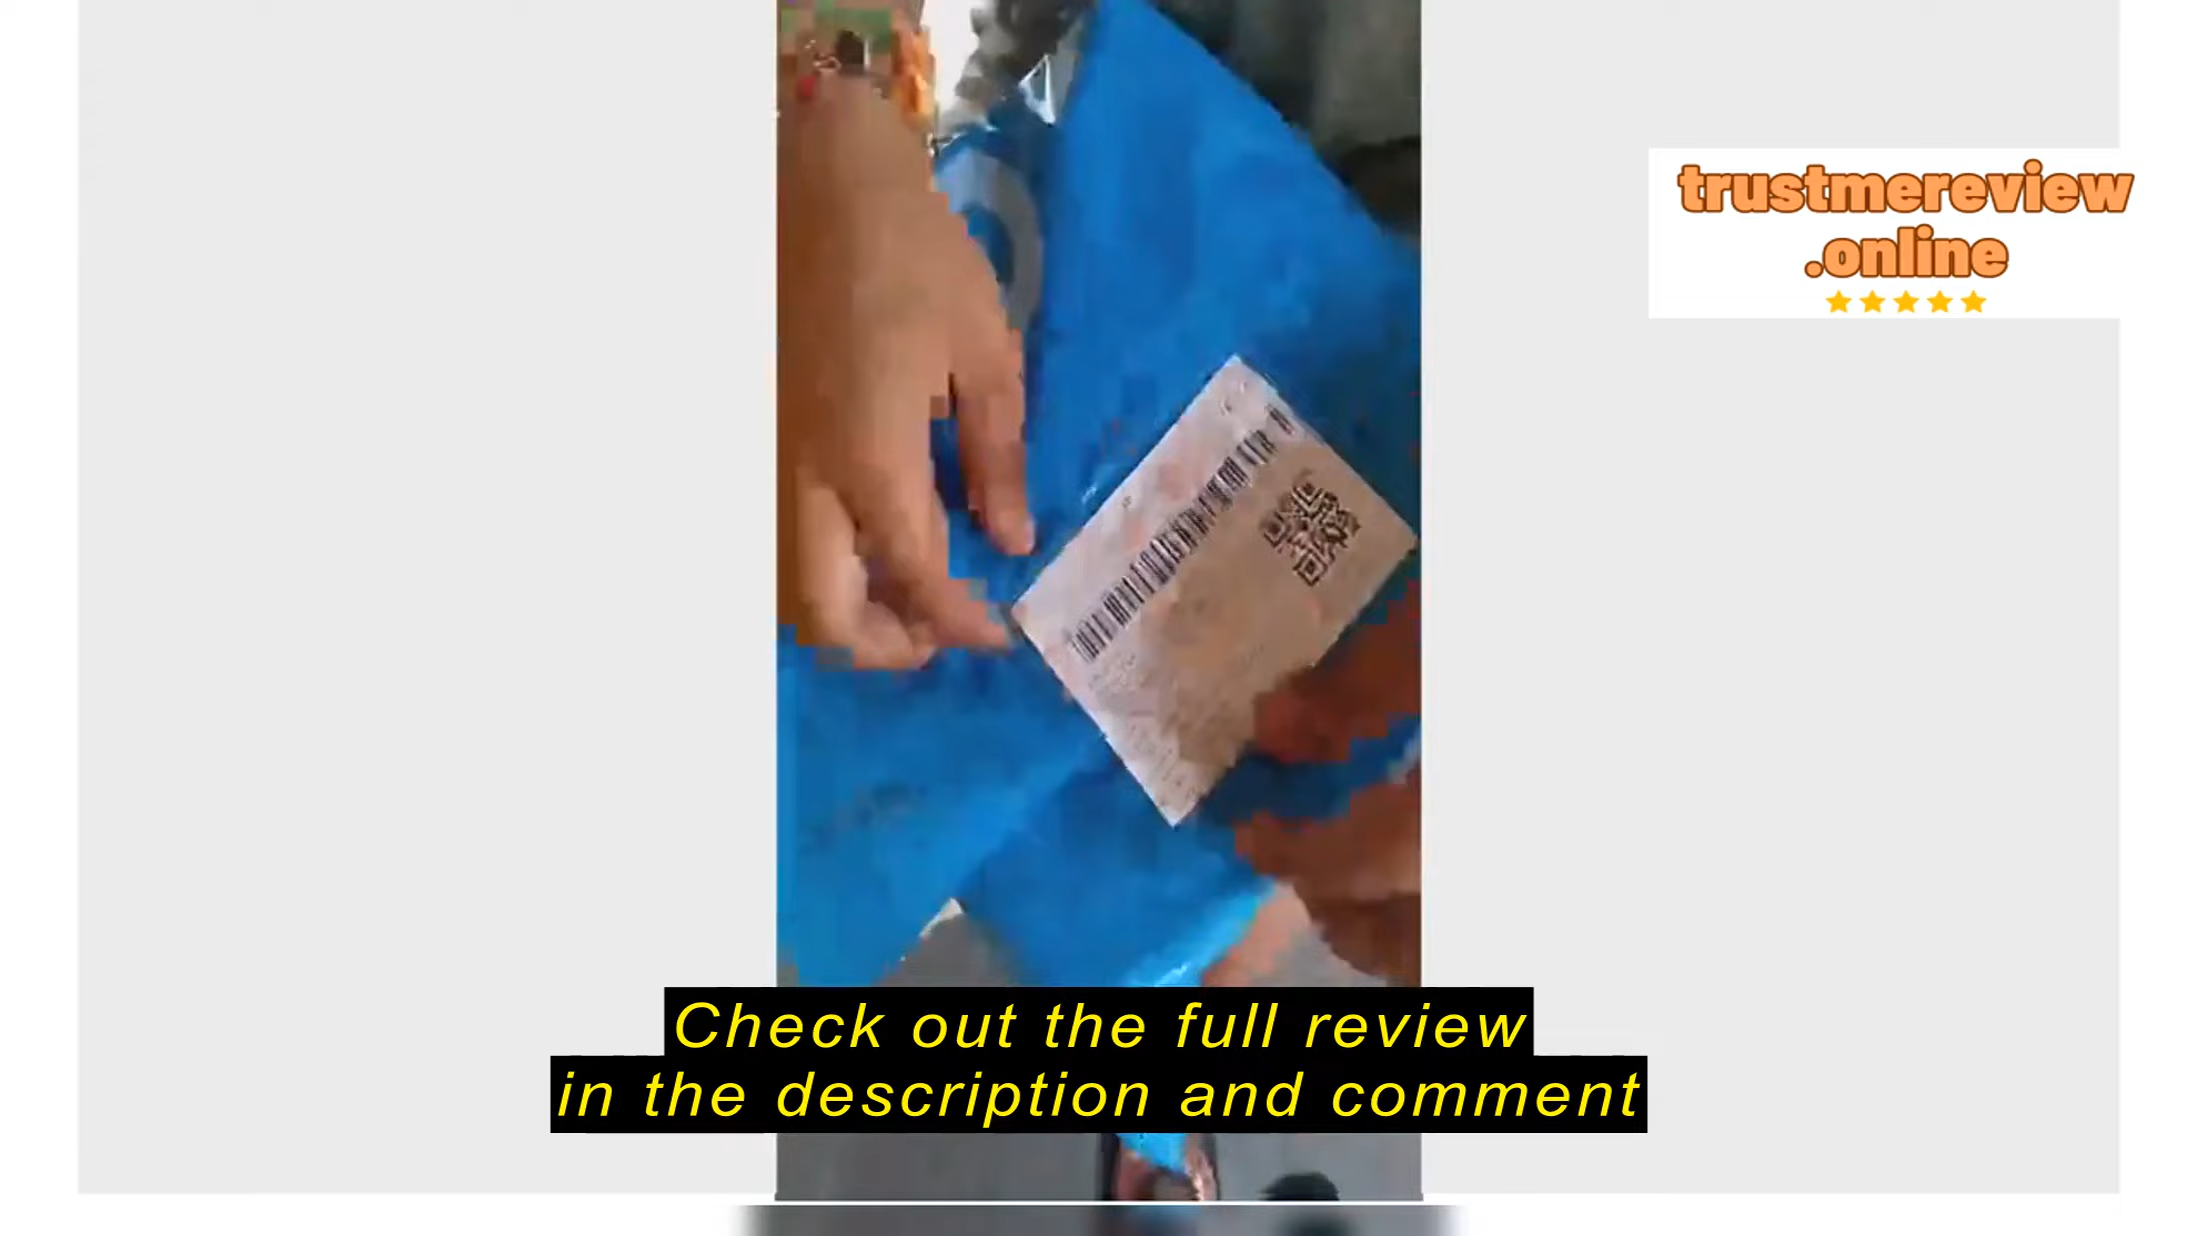 trustmereview
.online
Check out the full review
in the description and comment